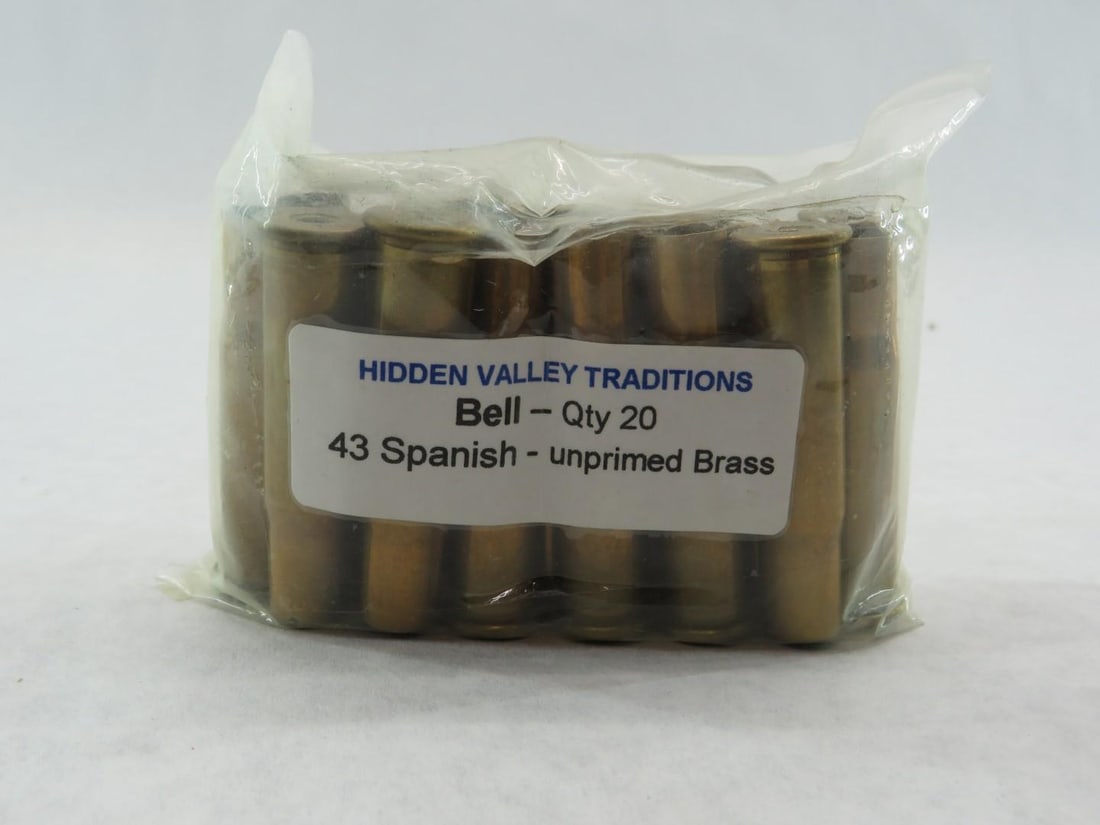 HIDDEN VALLEY TRADITIONS
Bell – Qty 20
43 Spanish - unprimed Brass